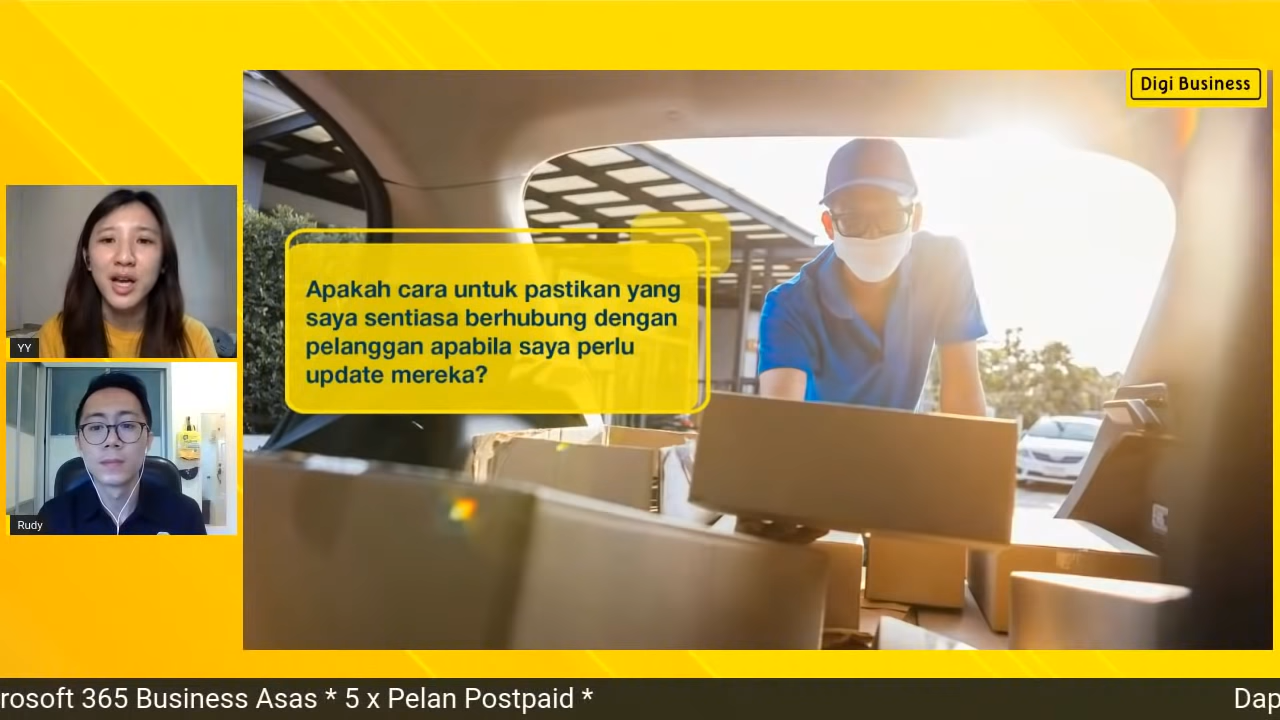 Digi Business
Apakah cara untuk pastikan yang
saya sentiasa berhubung dengan
pelanggan apabila saya perlu
update mereka?
YY
Rudy
rosoft 365 Business Asas * 5 x Pelan Postpaid *
Dap